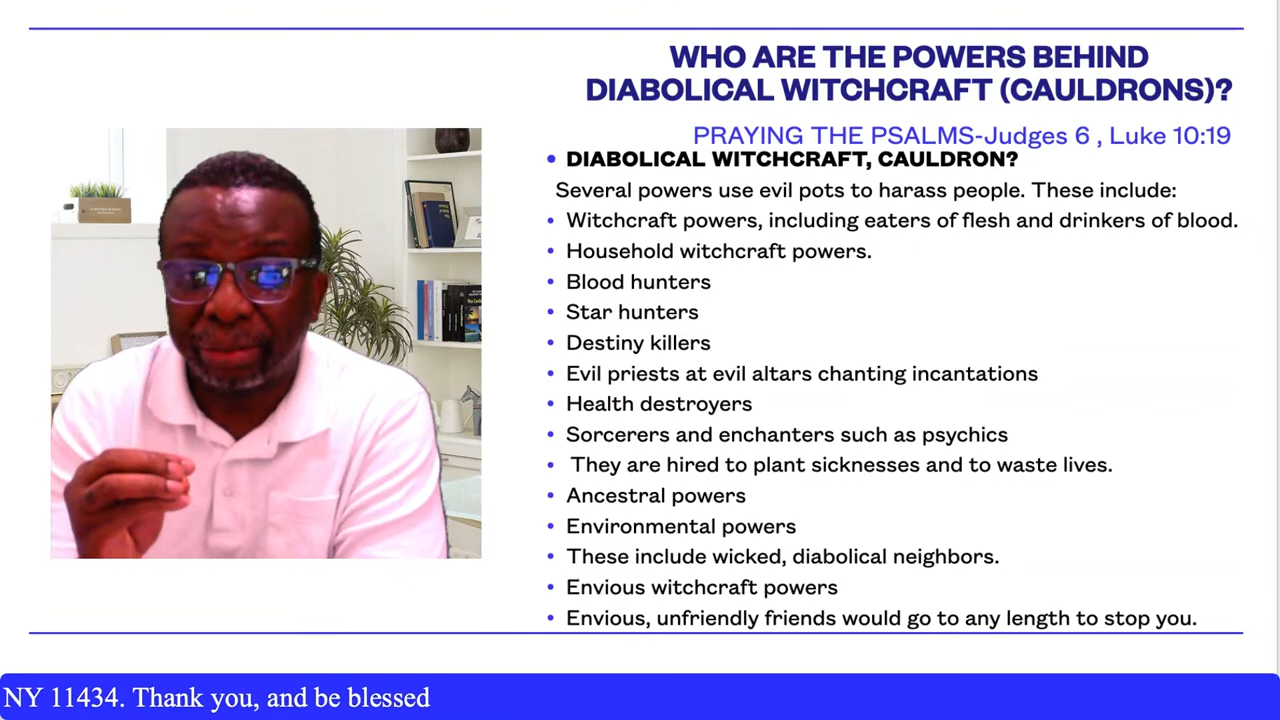 WHO ARE THE POWERS BEHIND
DIABOLICAL WITCHCRAFT (CAULDRONS)?
PRAYING THE PSALMS-Judges 6 , Luke 10:19
• DIABOLICAL WITCHCRAFT, CAULDRON?
Several powers use evil pots to harass people. These include:
• Witchcraft powers, including eaters of flesh and drinkers of blood.
• Household witchcraft powers.
• Blood hunters
• Star hunters
• Destiny killers
• Evil priests at evil altars chanting incantations
• Health destroyers
• Sorcerers and enchanters such as psychics
• They are hired to plant sicknesses and to waste lives.
• Ancestral powers
• Environmental powers
• These include wicked, diabolical neighbors.
• Envious witchcraft powers
• Envious, unfriendly friends would go to any length to stop you.
NY 11434. Thank you, and be blessed